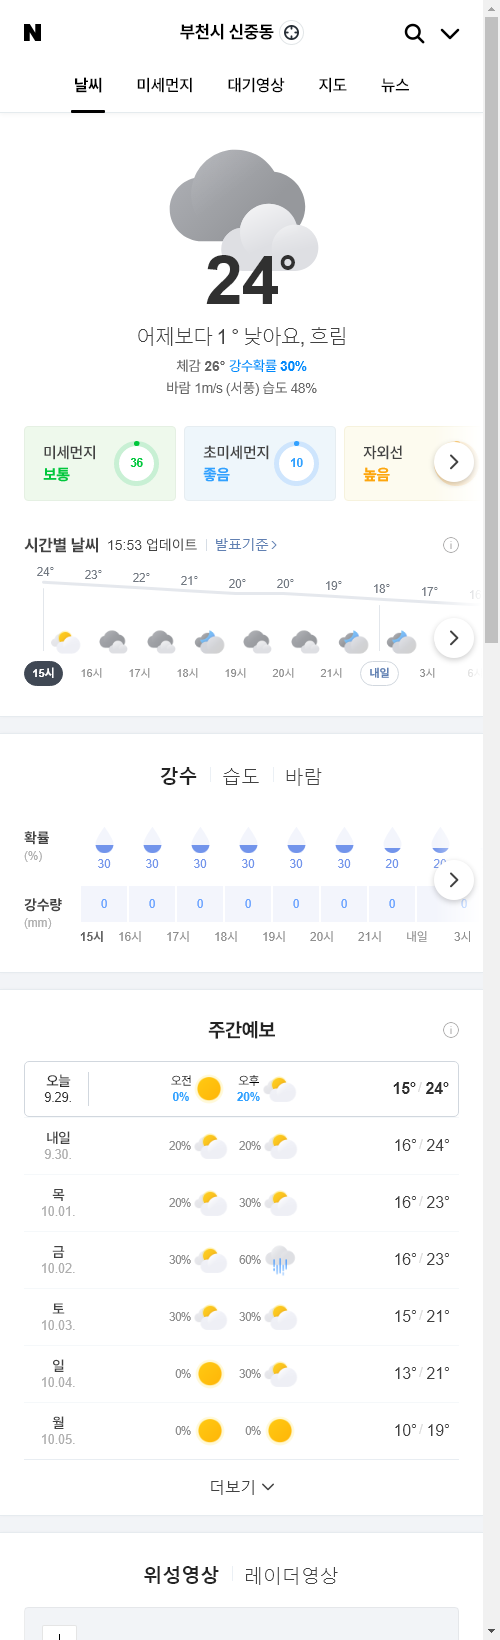 N 부천시 신중동
날씨 미세먼지 대기영상 지도 뉴스
24°
어제보다 1 ° 낮아요, 흐림
체감 26° 강수확률 30%
바람 1m/s (서풍) 습도 48%
미세먼지 보통 36
초미세먼지 좋음 10
자외선 높음
시간별 날씨 15:53 업데이트 발표기준
24° 23° 22° 21° 20° 20° 19° 18° 17°
15시 16시 17시 18시 19시 20시 21시 내일 3시
강수 습도 바람
확률 (%)
30 30 30 30 30 30 20 20
강수량 (mm)
0 0 0 0 0 0 0 0
15시 16시 17시 18시 19시 20시 21시 내일 3시
주간예보
오늘 9.29. 오전 0% 오후 20% 15° / 24°
내일 9.30. 20% 20% 16° / 24°
목 10.01. 20% 30% 16° / 23°
금 10.02. 30% 60% 16° / 23°
토 10.03. 30% 30% 15° / 21°
일 10.04. 0% 30% 13° / 21°
월 10.05. 0% 0% 10° / 19°
더보기
위성영상 레이더영상